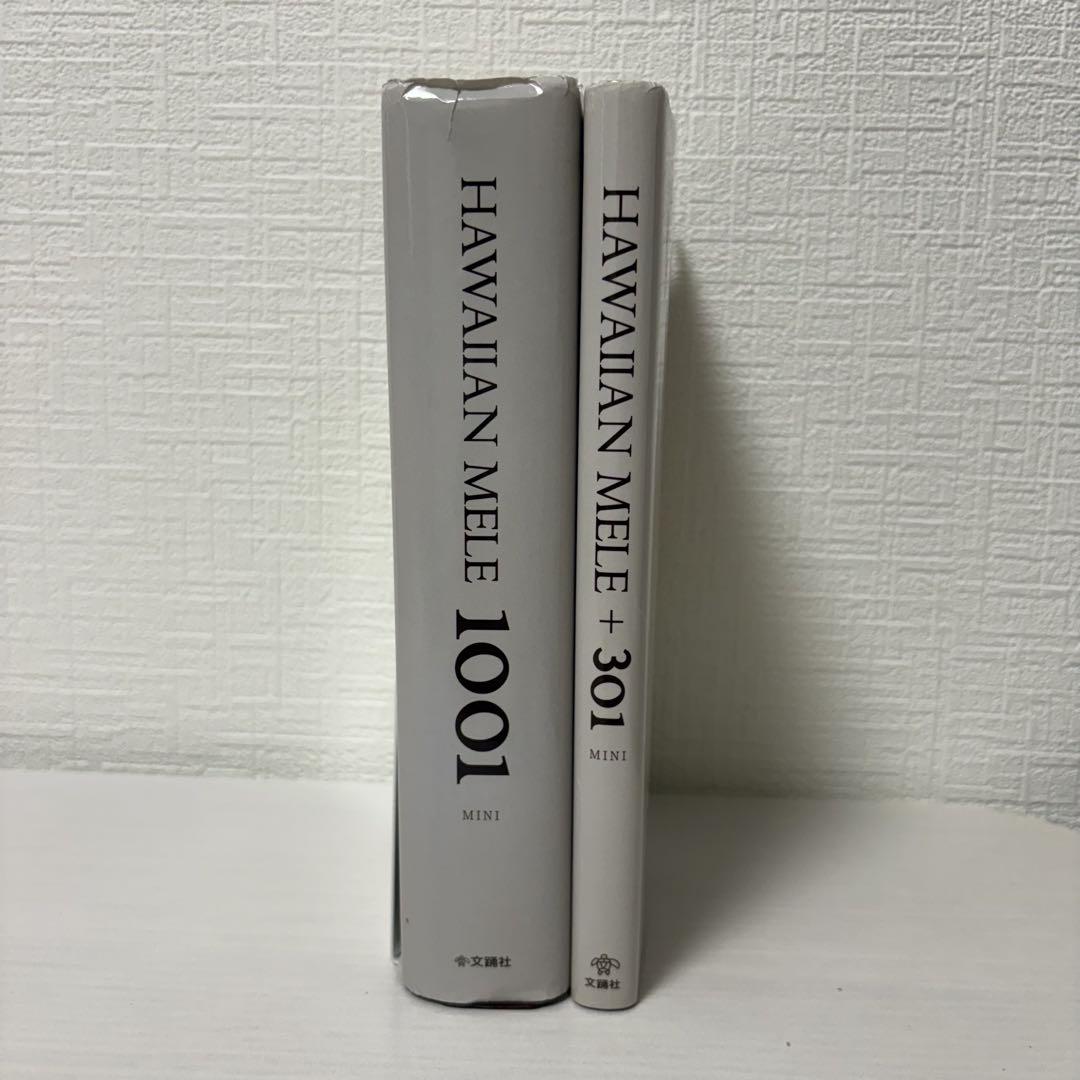 HAWAIIAN MELE 1001
MINI
文踊社
HAWAIIAN MELE + 301
MINI
文踊社